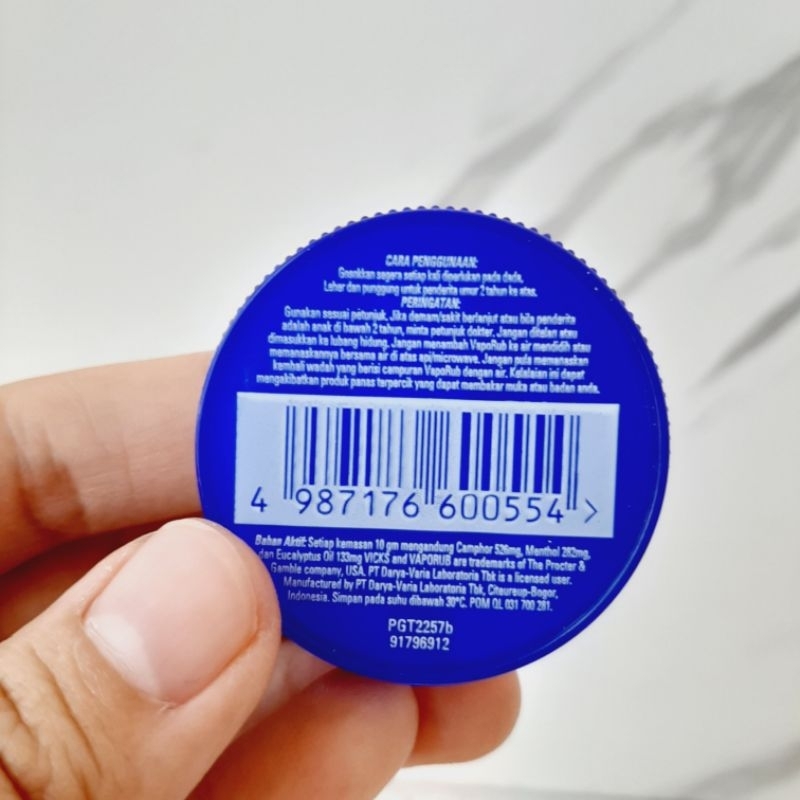 CARA PENGGUNAAN:
Gosokkan segera setiap kali diperlukan pada dada,
Leher dan punggung untuk penderita umur 2 tahun ke atas.
PERINGATAN:
Gunakan sesuai petunjuk. Jika demam/sakit berlanjut atau bila penderita
adalah anak di bawah 2 tahun, minta petunjuk dokter. Jangan ditelan atau
dimasukkan ke lubang hidung. Jangan menambah VapoRub ke air mendidih atau
memanaskannya bersama air di atas api/microwave. Jangan pula memanaskan
kembali wadah yang berisi campuran VapoRub dengan air. Kelalaian ini dapat
mengakibatkan produk panas terpercik yang dapat membakar muka atau badan anda.
4 987176 600554 >
Bahan Aktif: Setiap kemasan 10 gm mengandung Camphor 526mg, Menthol 282mg,
dan Eucalyptus Oil 133mg VICKS and VAPORUB are trademarks of The Procter &
Gamble company, USA. PT Darya-Varia Laboratoria Tbk is a licensed user.
Manufactured by PT Darya-Varia Laboratoria Tbk, Citeureup-Bogor,
Indonesia. Simpan pada suhu dibawah 30°C. POM QL 031 700 281.
PGT2257b
91796912